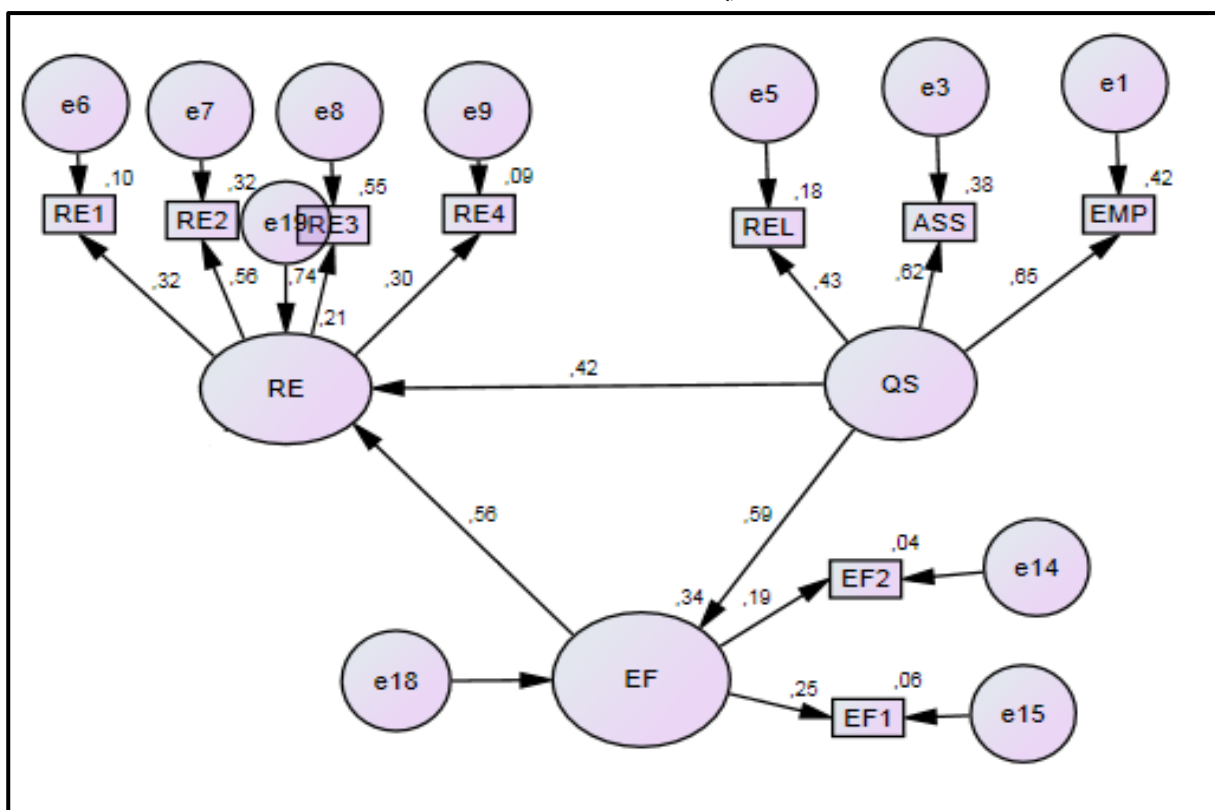 e6
e7
e8
e9
e5
e3
e1
,10
,32
,55
,09
,18
,38
,42
RE1
RE2
e19
RE3
RE4
REL
ASS
EMP
,32
,56
,74
,30
,43
,62
,65
,21
RE
,42
QS
,56
,59
,04
EF2
e14
,34
,19
e18
EF
,25
,06
EF1
e15